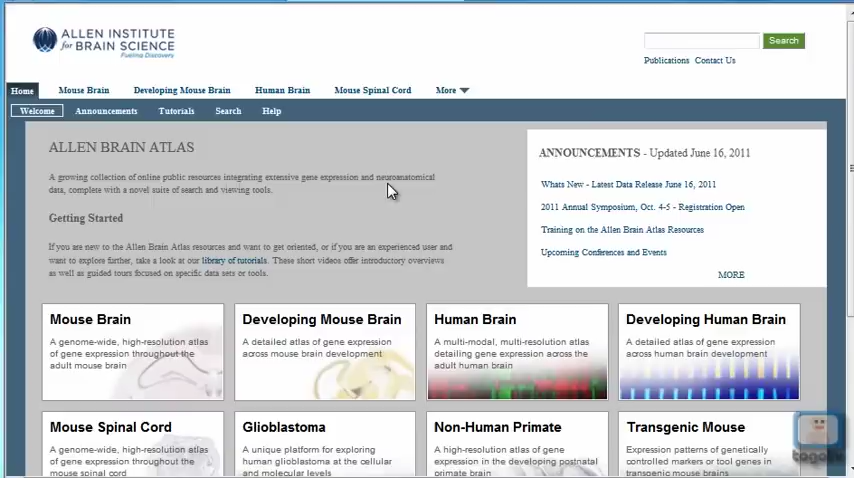 ALLEN INSTITUTE
for BRAIN SCIENCE
Fueling Discovery
Search
Publications Contact Us
Home Mouse Brain Developing Mouse Brain Human Brain Mouse Spinal Cord More
Welcome Announcements Tutorials Search Help
ALLEN BRAIN ATLAS
A growing collection of online public resources integrating extensive gene expression and neuroanatomical
data, complete with a novel suite of search and viewing tools.
Getting Started
If you are new to the Allen Brain Atlas resources and want to get oriented, or if you are an experienced user and
want to explore further, take a look at our library of tutorials. These short videos offer introductory overviews
as well as guided tours focused on specific data sets or tools.
ANNOUNCEMENTS - Updated June 16, 2011
Whats New - Latest Data Release June 16, 2011
2011 Annual Symposium, Oct. 4-5 - Registration Open
Training on the Allen Brain Atlas Resources
Upcoming Conferences and Events
MORE
Mouse Brain
A genome-wide, high-resolution atlas
of gene expression throughout the
adult mouse brain
Developing Mouse Brain
A detailed atlas of gene expression
across mouse brain development
Human Brain
A multi-modal, multi-resolution atlas
detailing gene expression across the
adult human brain
Developing Human Brain
A detailed atlas of gene expression
across human brain development
Mouse Spinal Cord
A genome-wide, high-resolution atlas
of gene expression throughout the
mouse spinal cord
Glioblastoma
A unique platform for exploring
human glioblastoma at the cellular
and molecular levels
Non-Human Primate
A high-resolution atlas of gene
expression in the developing postnatal
primate brain
Transgenic Mouse
Expression patterns of genetically
controlled markers or tool genes in
transgenic mouse brains